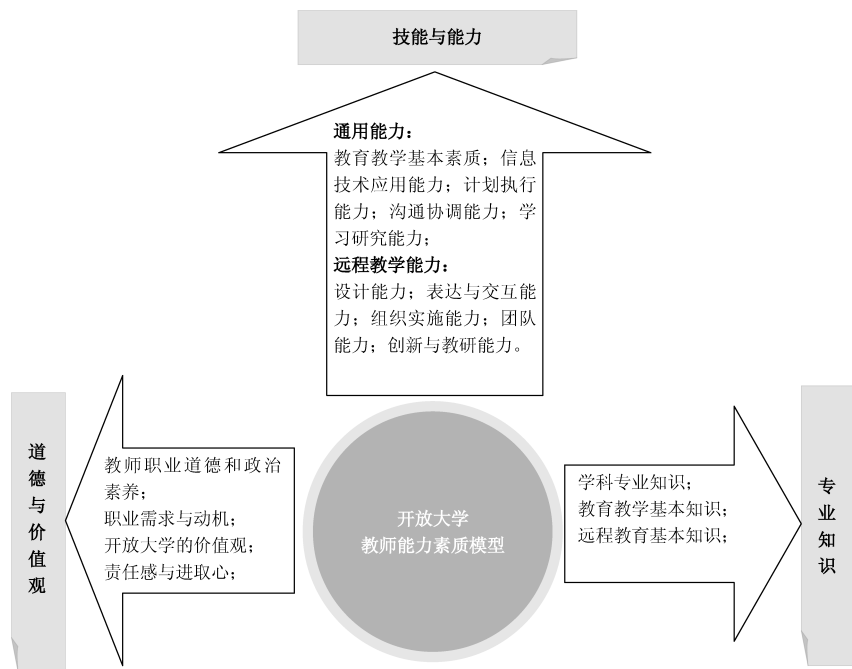 技能与能力
通用能力：
教育教学基本素质；信息
技术应用能力；计划执行
能力；沟通协调能力；学
习研究能力；
远程教学能力：
设计能力；表达与交互能
力；组织实施能力；团队
能力；创新与教研能力。
道德与价值观
教师职业道德和政治
素养；
职业需求与动机；
开放大学的价值观；
责任感与进取心；
开放大学
教师能力素质模型
学科专业知识；
教育教学基本知识；
远程教育基本知识；
专业知识